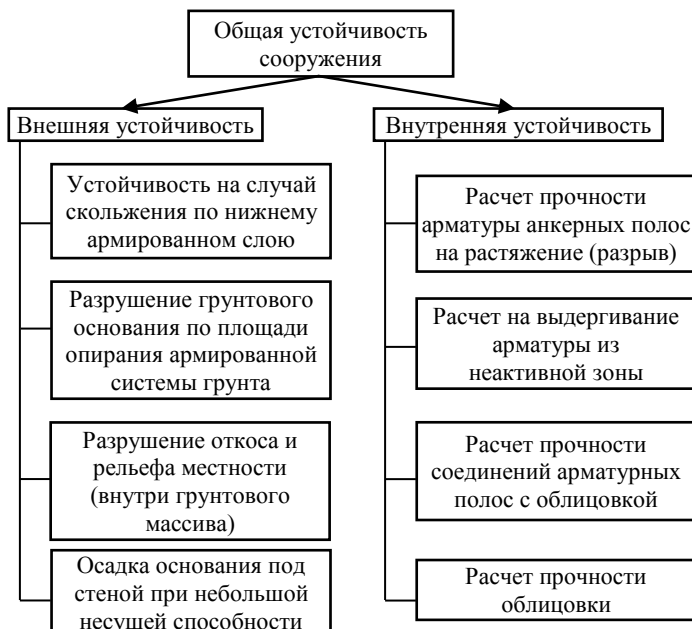 Общая устойчивость
сооружения
Внешняя устойчивость
Устойчивость на случай
скольжения по нижнему
армированном слою
Разрушение грунтового
основания по площади
опирания армированной
системы грунта
Разрушение откоса и
рельефа местности
(внутри грунтового
массива)
Осадка основания под
стеной при небольшой
несущей способности
Внутренняя устойчивость
Расчет прочности
арматуры анкерных полос
на растяжение (разрыв)
Расчет на выдергивание
арматуры из
неактивной зоны
Расчет прочности
соединений арматурных
полос с облицовкой
Расчет прочности
облицовки